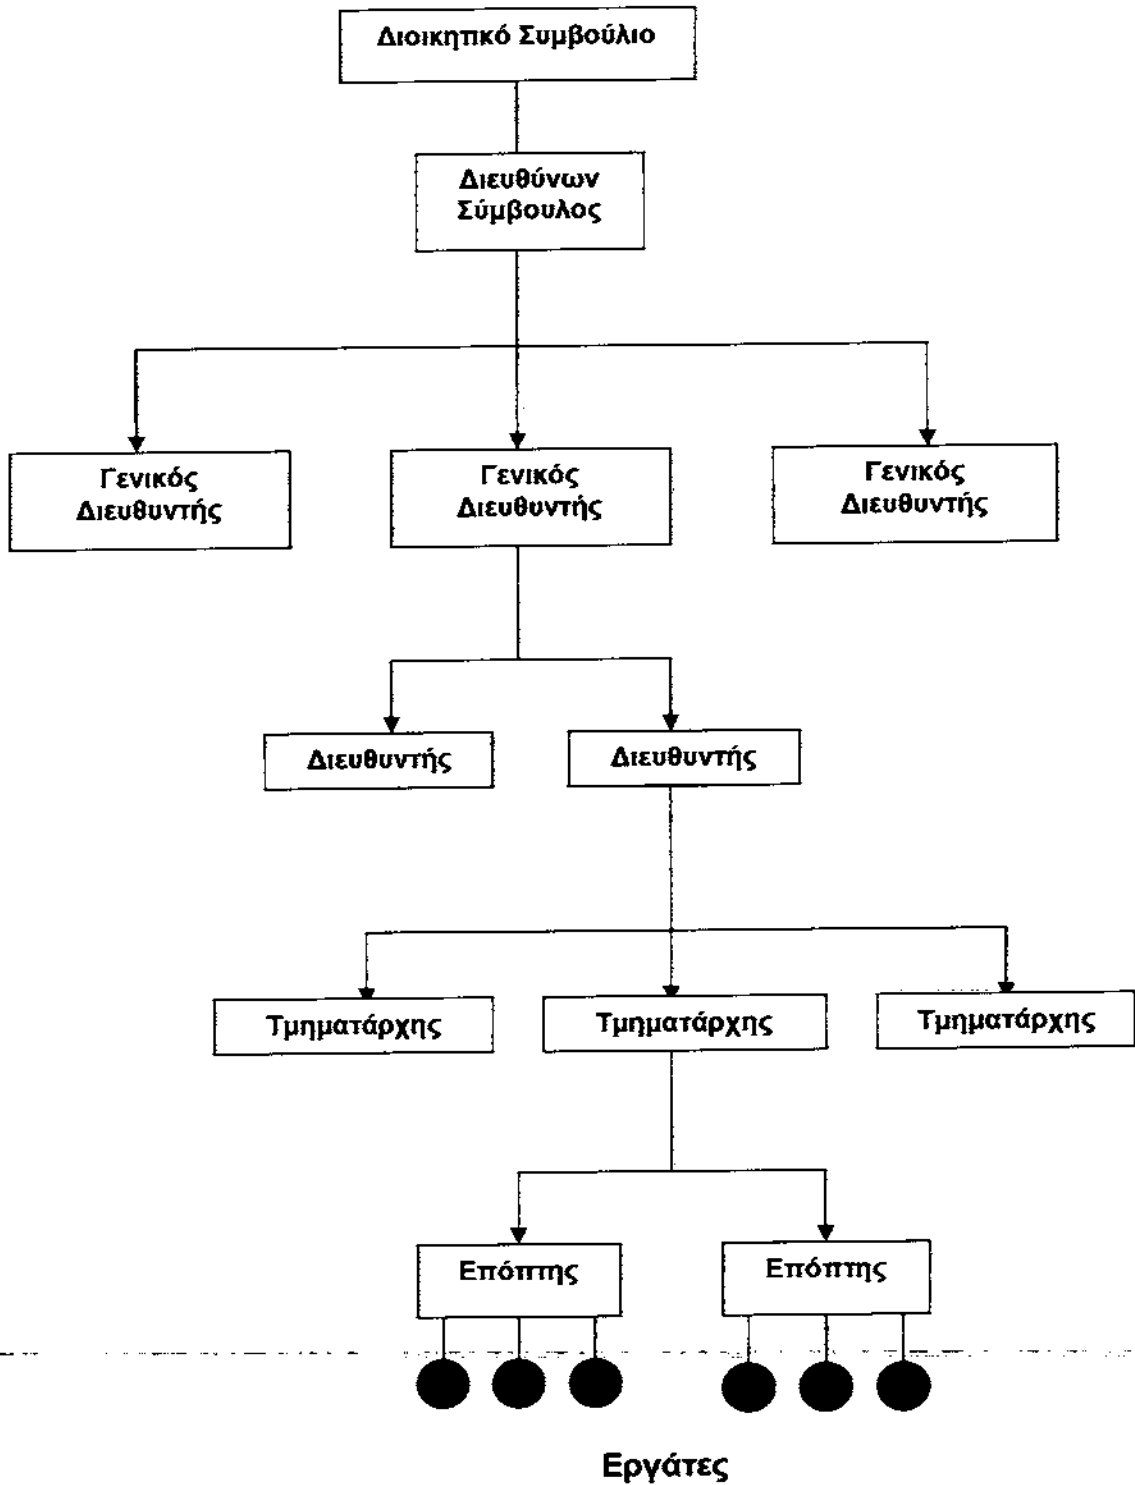 Διοικητικό Συμβούλιο
Διευθύνων
Σύμβουλος
Γενικός
Διευθυντής
Γενικός
Διευθυντής
Γενικός
Διευθυντής
Διευθυντής
Διευθυντής
Τμηματάρχης
Τμηματάρχης
Τμηματάρχης
Επόπτης
Επόπτης
Εργάτες